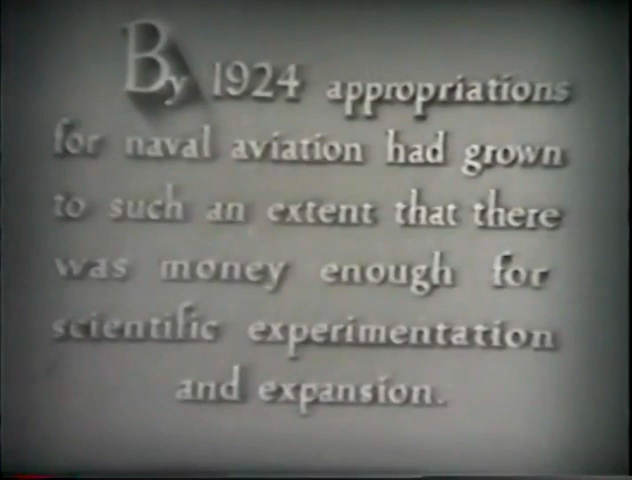 By 1924 appropriations
for naval aviation had grown
to such an extent that there
was money enough for
scientific experimentation
and expansion.